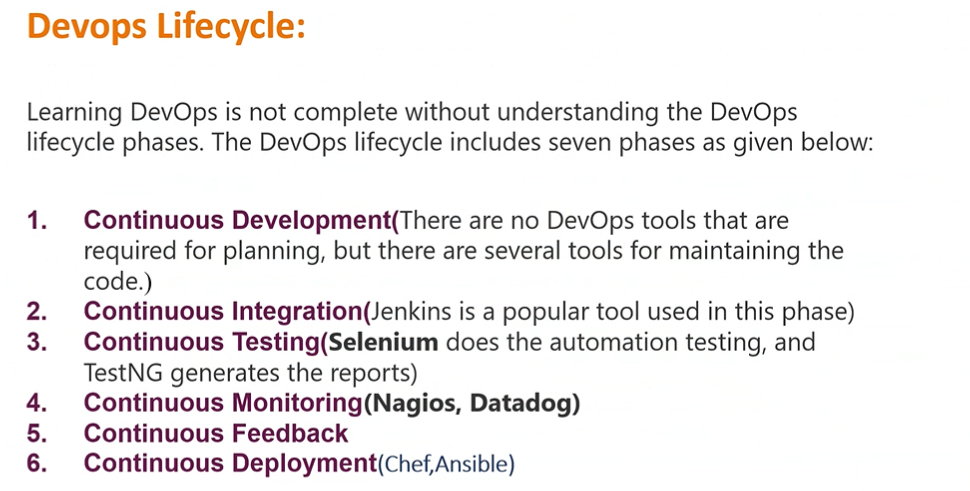 Devops Lifecycle:
Learning DevOps is not complete without understanding the DevOps
lifecycle phases. The DevOps lifecycle includes seven phases as given below:
1. Continuous Development(There are no DevOps tools that are
required for planning, but there are several tools for maintaining the
code.)
2. Continuous Integration(Jenkins is a popular tool used in this phase)
3. Continuous Testing(Selenium does the automation testing, and
TestNG generates the reports)
4. Continuous Monitoring(Nagios, Datadog)
5. Continuous Feedback
6. Continuous Deployment(Chef,Ansible)